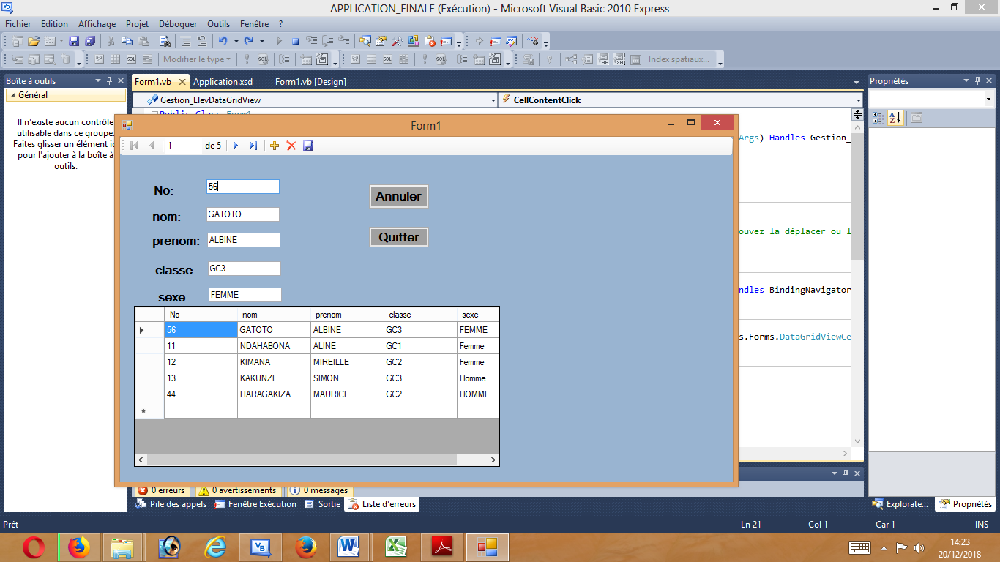 APPLICATION_FINALE (Exécution) - Microsoft Visual Basic 2010 Express
Fichier Edition Affichage Projet Déboguer Outils Fenêtre ?
Modifier le type Index spatiaux...
Boîte à outils
Général
Il n'existe aucun contrôle
utilisable dans ce groupe.
Faites glisser un élément ic
pour l'ajouter à la boîte à
outils.
Form1.vb Application.xsd Form1.vb [Design]
Gestion_ElevDataGridView CellContentClick
Public Class Form1
Args) Handles Gestion_
ouvez la déplacer ou l
ndles BindingNavigator
s.Forms.DataGridViewCe
Form1
1 de 5
No: 56
nom: GATOTO
prenom: ALBINE
classe: GC3
sexe: FEMME
Annuler
Quitter
No nom prenom classe sexe
56 GATOTO ALBINE GC3 FEMME
11 NDAHABONA ALINE GC1 Femme
12 KIMANA MIREILLE GC2 Femme
13 KAKUNZE SIMON GC3 Homme
44 HARAGAKIZA MAURICE GC2 HOMME
Propriétés
0 erreurs 0 avertissements 0 messages
Pile des appels Fenêtre Exécution Sortie Liste d'erreurs
Explorate... Propriétés
Prêt Ln 21 Col 1 Car 1 INS
14:23
20/12/2018